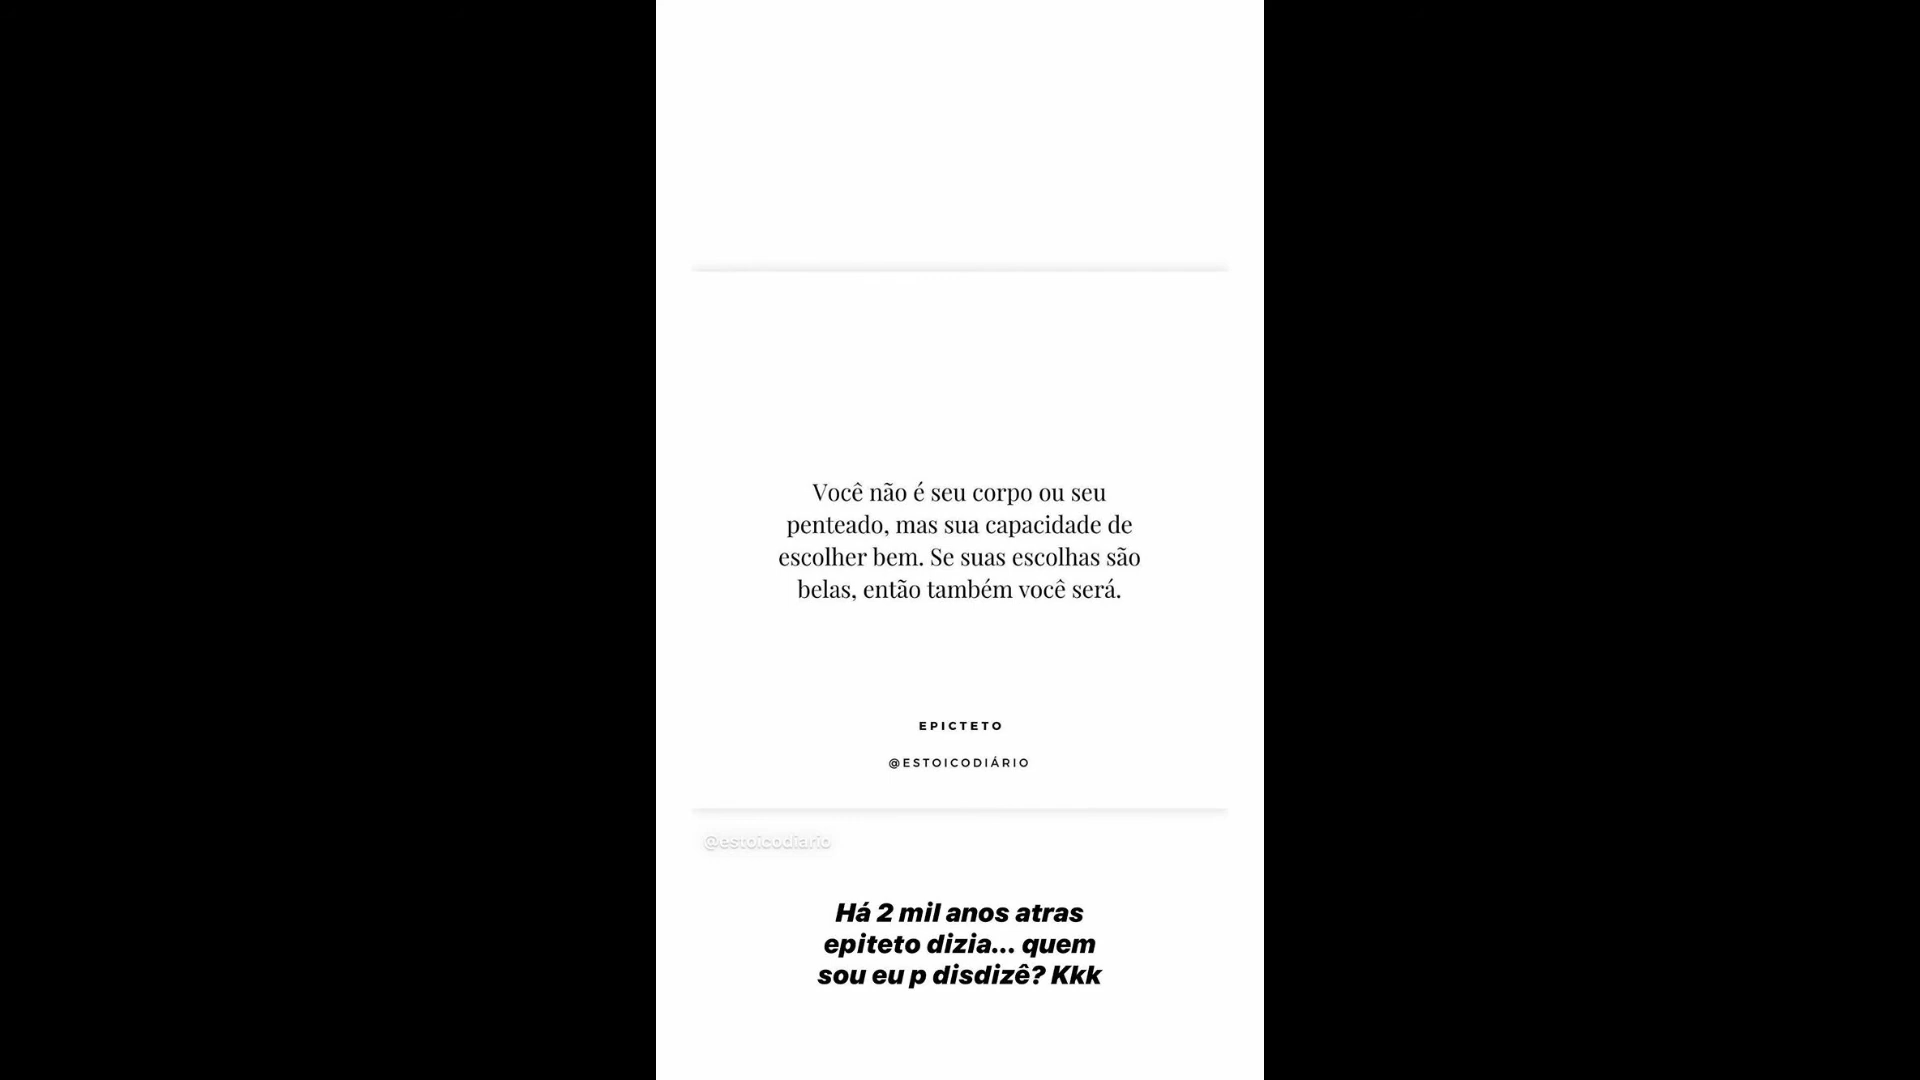 Você não é seu corpo ou seu
penteado, mas sua capacidade de
escolher bem. Se suas escolhas são
belas, então também você será.
EPICTETO
@ESTOICODIÁRIO
@estoicodiario
Há 2 mil anos atras
epiteto dizia... quem
sou eu p disdizê? Kkk